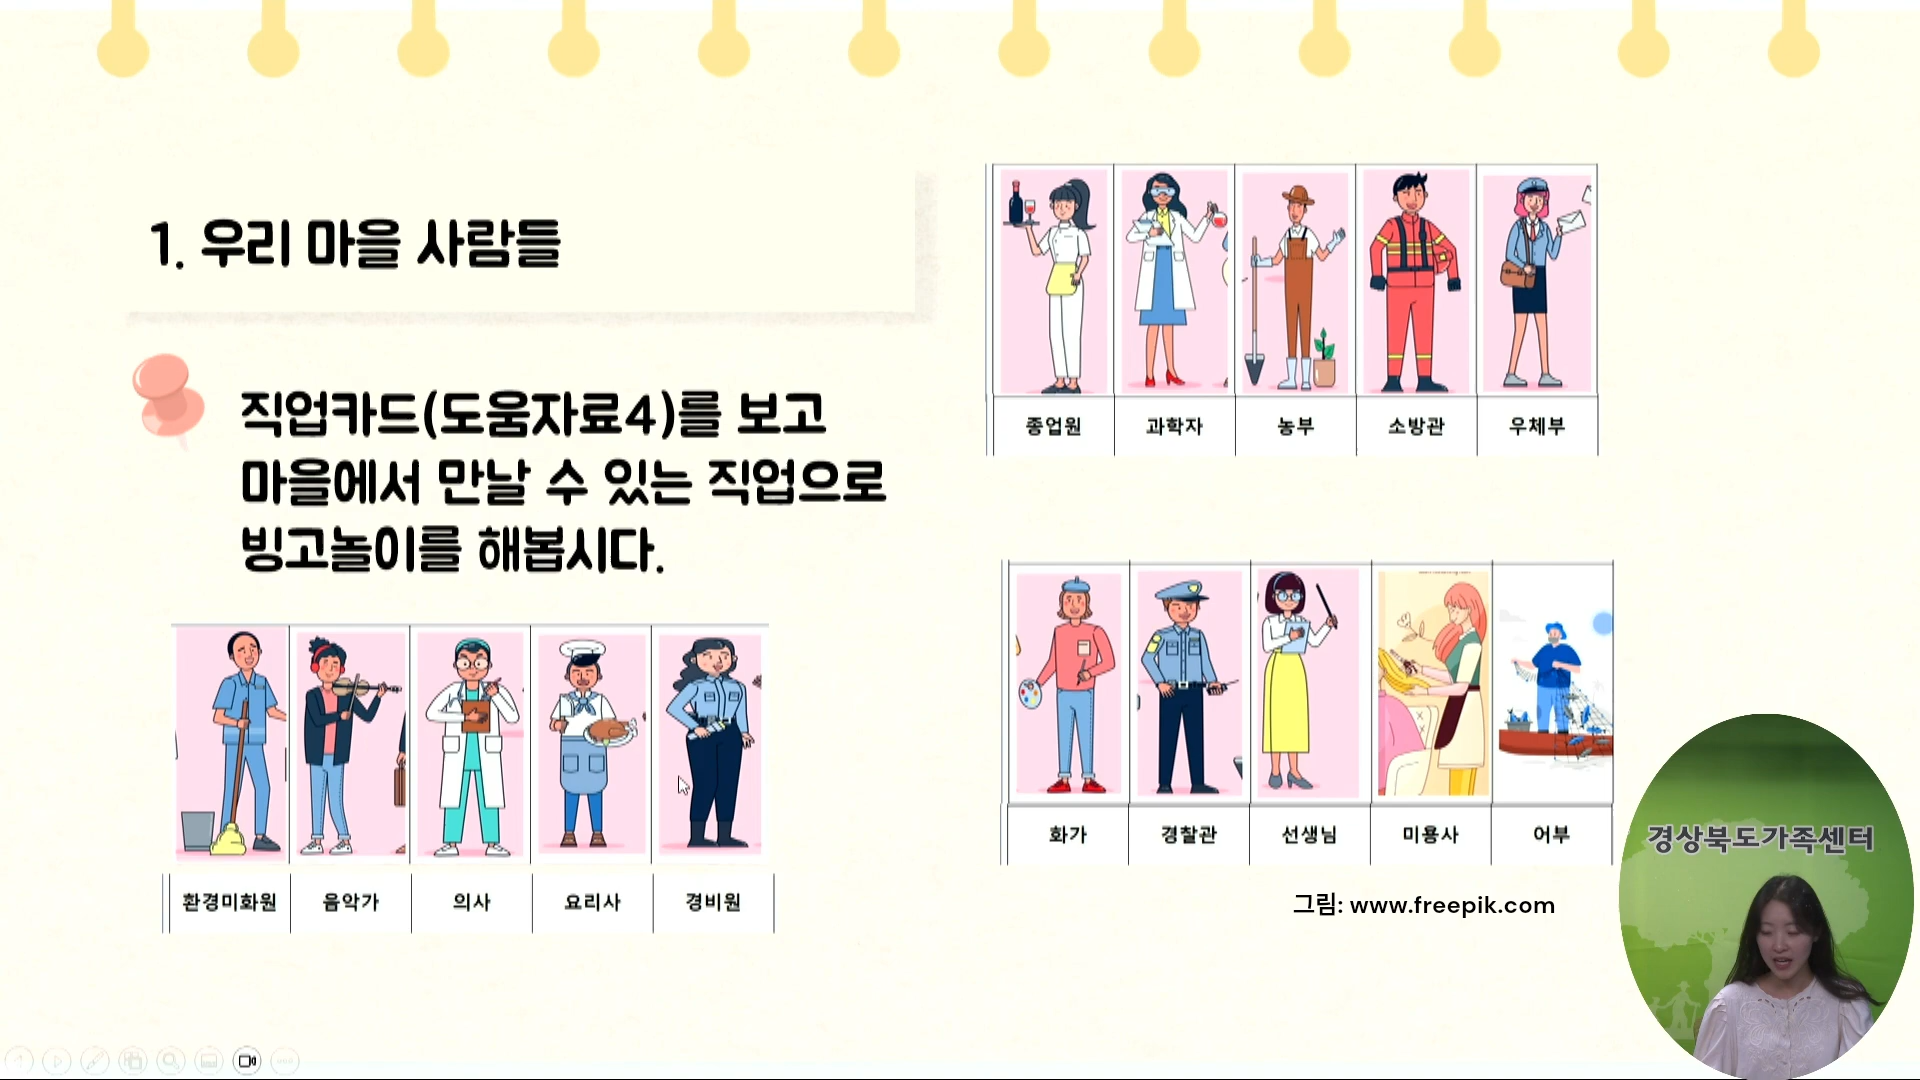 1. 우리 마을 사람들
직업카드(도움자료4)를 보고
마을에서 만날 수 있는 직업으로
빙고놀이를 해봅시다.
환경미화원 음악가 의사 요리사 경비원
종업원 과학자 농부 소방관 우체부
화가 경찰관 선생님 미용사 어부
그림: www.freepik.com
경상북도가족센터